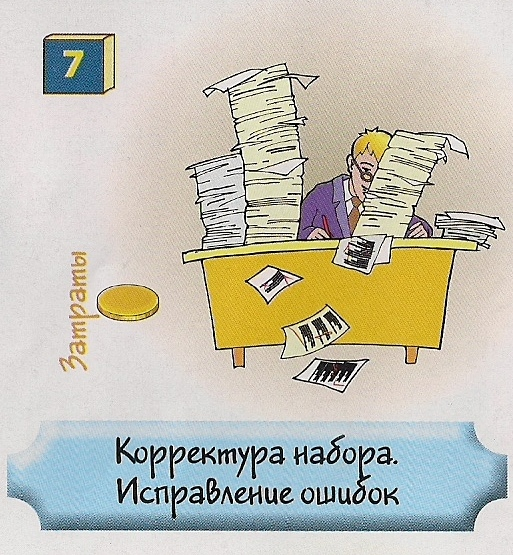 7
Затраты
Корректура набора.
Исправление ошибок